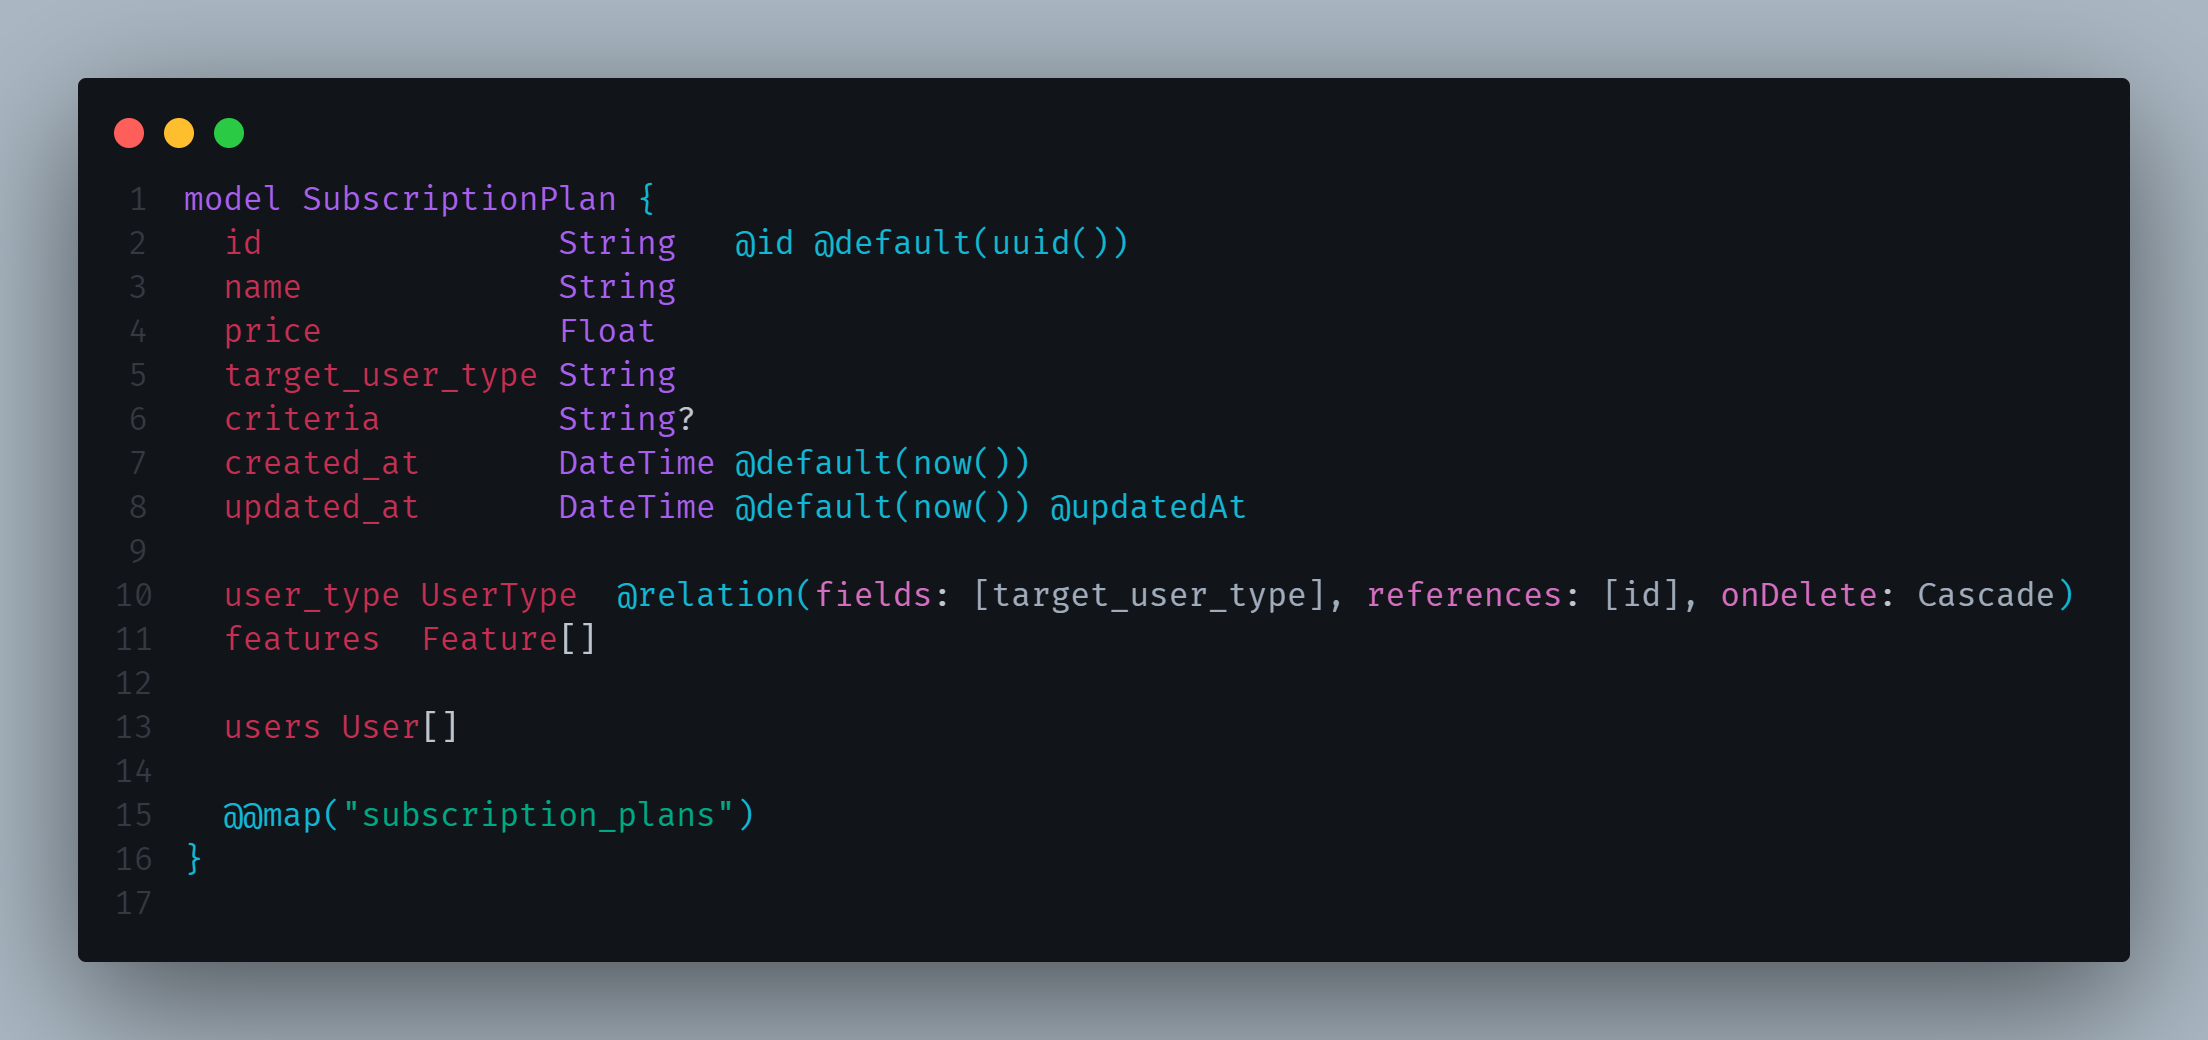 1 model SubscriptionPlan {
2   id               String   @id @default(uuid())
3   name             String
4   price            Float
5   target_user_type String
6   criteria         String?
7   created_at       DateTime @default(now())
8   updated_at       DateTime @default(now()) @updatedAt
9
10   user_type UserType  @relation(fields: [target_user_type], references: [id], onDelete: Cascade)
11   features  Feature[]
12
13   users User[]
14
15   @@map("subscription_plans")
16 }
17